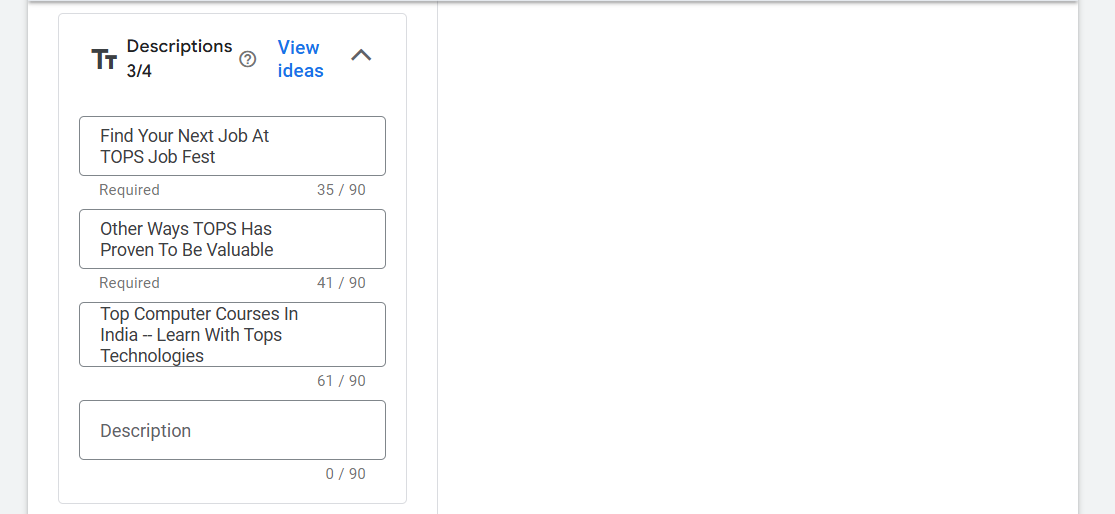 Descriptions
3/4
View
ideas
Find Your Next Job At
TOPS Job Fest
Required
35 / 90
Other Ways TOPS Has
Proven To Be Valuable
Required
41 / 90
Top Computer Courses In
India -- Learn With Tops
Technologies
61 / 90
Description
0 / 90